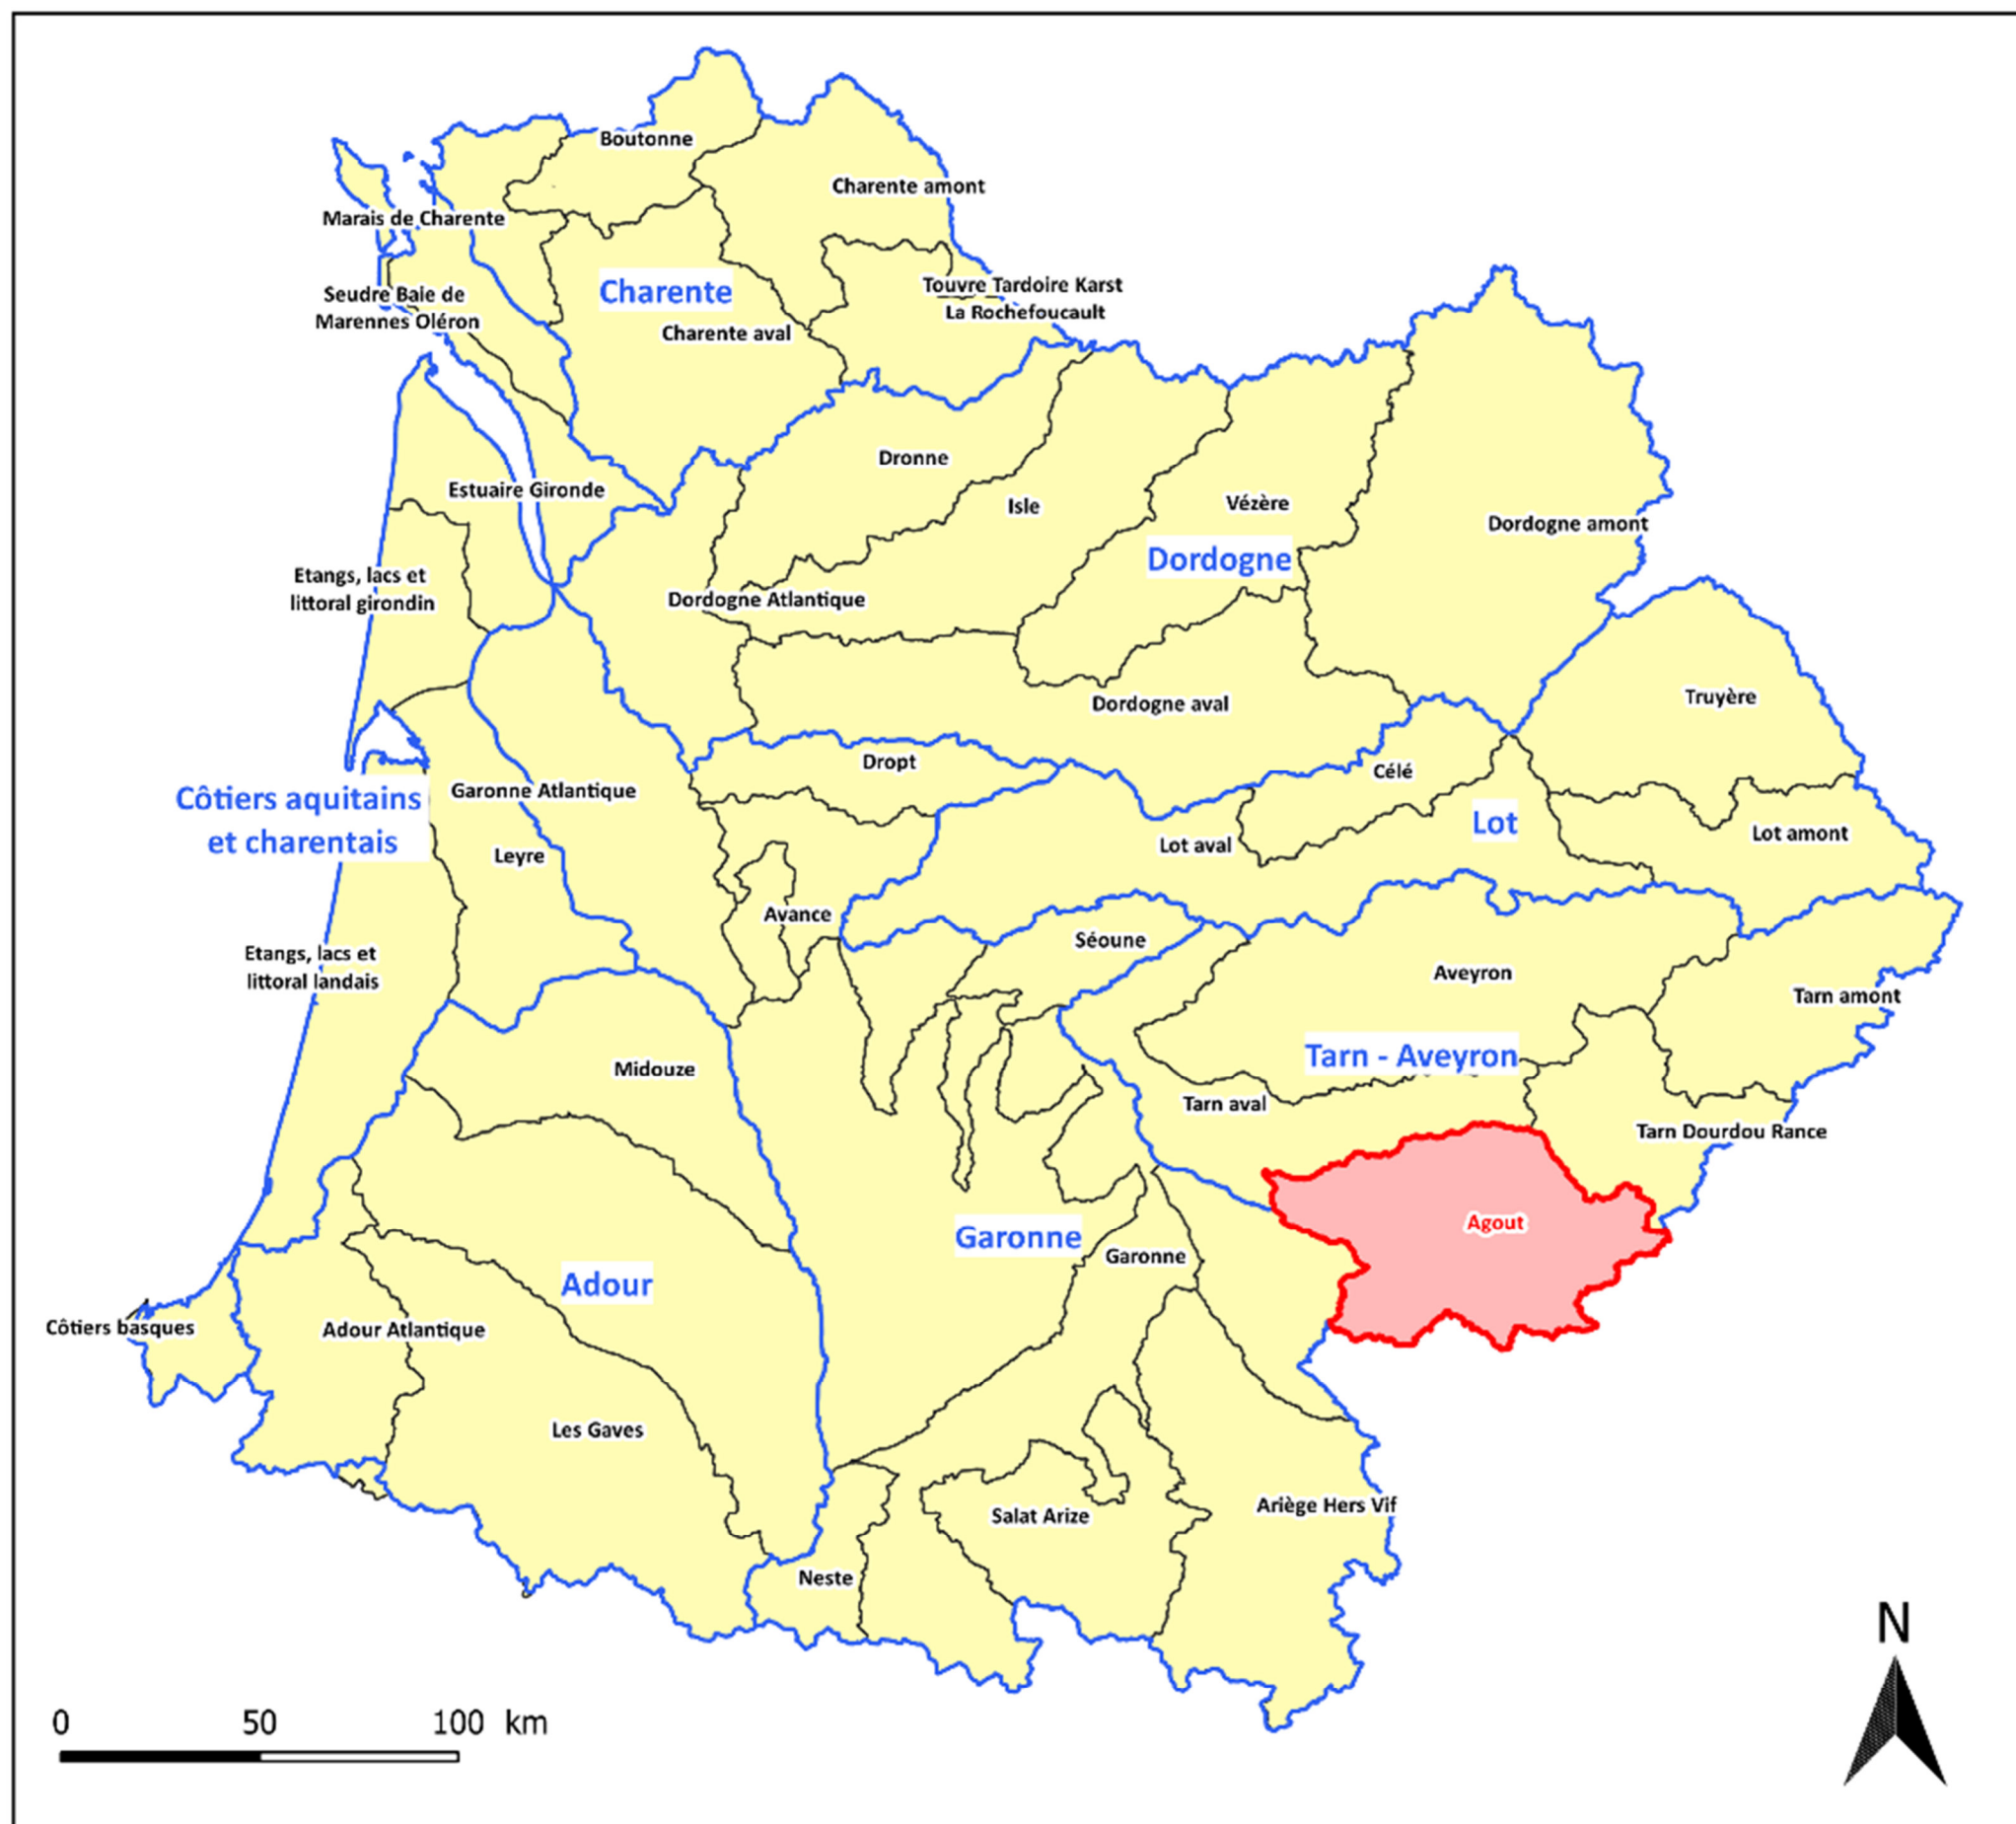 Boutonne
Charente amont
Marais de Charente
Touvre Tardoire Karst
La Rochefoucault
Charente
Seudre Baie de
Marennes Oléron
Charente aval
Dronne
Estuaire Gironde
Isle
Vézère
Dordogne amont
Dordogne
Etangs, lacs et
littoral girondin
Dordogne Atlantique
Truyère
Dordogne aval
Dropt
Célé
Garonne Atlantique
Côtiers aquitains
et charentais
Lot
Lot amont
Lot aval
Leyre
Avance
Séoune
Etangs, lacs et
littoral landais
Aveyron
Tarn amont
Tarn - Aveyron
Midouze
Tarn aval
Tarn Dourdou Rance
Agout
Garonne
Garonne
Adour
Côtiers basques
Adour Atlantique
Les Gaves
Salat Arize
Ariège Hers Vif
Neste
N
0 50 100 km